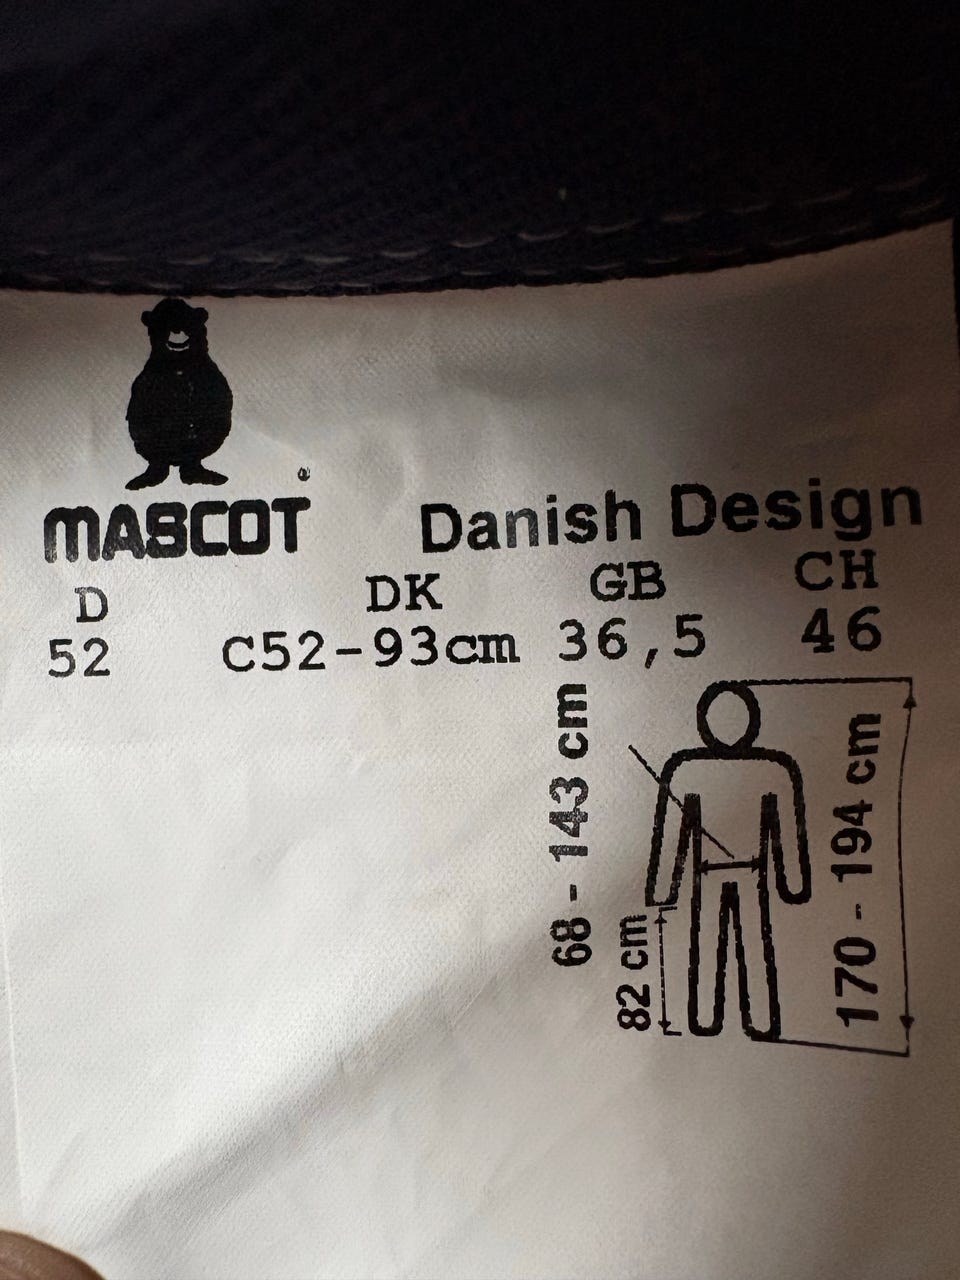 ®
MASCOT Danish Design
D DK GB CH
52 C52-93cm 36,5 46
68 - 143 cm
82 cm
170 - 194 cm